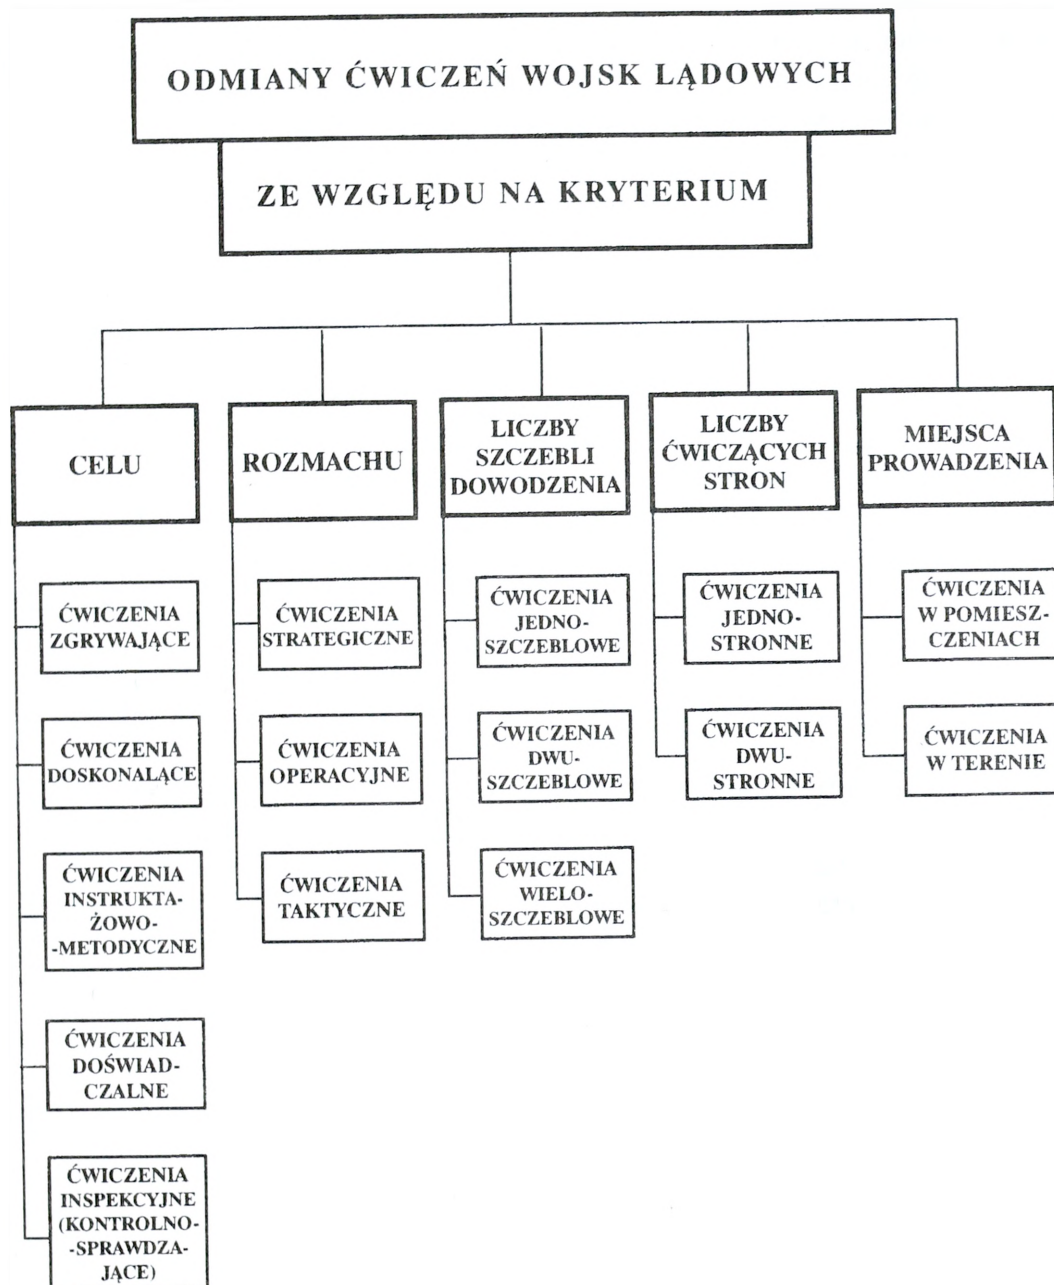 ODMIANY ĆWICZEŃ WOJSK LĄDOWYCH
ZE WZGLĘDU NA KRYTERIUM
CELU
ĆWICZENIA
ZGRYWAJĄCE
ĆWICZENIA
DOSKONALĄCE
ĆWICZENIA
INSTRUKTA-
ŻOWO-
-METODYCZNE
ĆWICZENIA
DOŚWIAD-
CZALNE
ĆWICZENIA
INSPEKCYJNE
(KONTROLNO-
-SPRAWDZA-
JĄCE)
ROZMACHU
ĆWICZENIA
STRATEGICZNE
ĆWICZENIA
OPERACYJNE
ĆWICZENIA
TAKTYCZNE
LICZBY
SZCZEBLI
DOWODZENIA
ĆWICZENIA
JEDNO-
SZCZEBLOWE
ĆWICZENIA
DWU-
SZCZEBLOWE
ĆWICZENIA
WIELO-
SZCZEBLOWE
LICZBY
ĆWICZĄCYCH
STRON
ĆWICZENIA
JEDNO-
STRONNE
ĆWICZENIA
DWU-
STRONNE
MIEJSCA
PROWADZENIA
ĆWICZENIA
W POMIESZ-
CZENIACH
ĆWICZENIA
W TERENIE